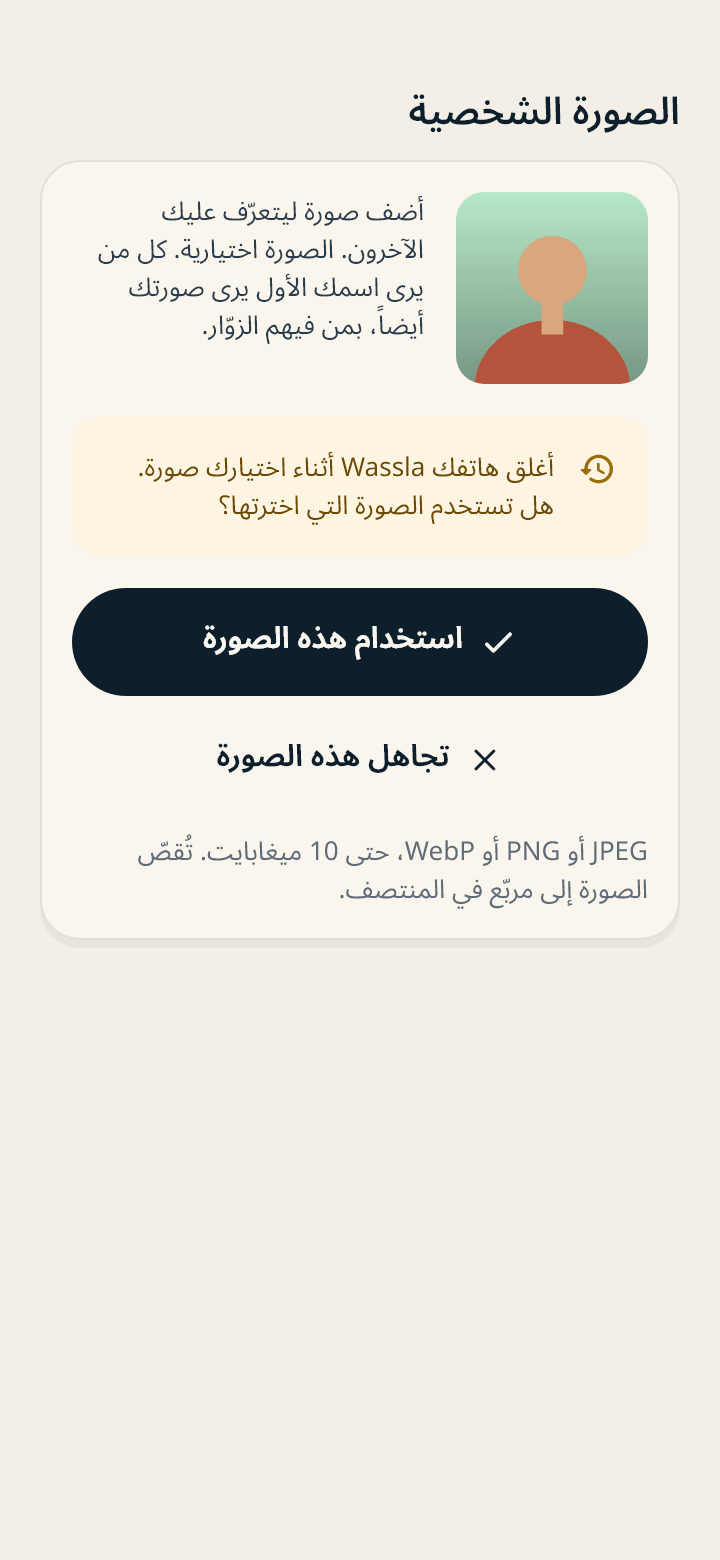 الصورة الشخصية
أضف صورة ليتعرّف عليك
الآخرون. الصورة اختيارية. كل من
يرى اسمك الأول يرى صورتك
أيضاً، بمن فيهم الزوّار.
أغلق هاتفك Wassla أثناء اختيارك صورة.
هل تستخدم الصورة التي اخترتها؟
استخدام هذه الصورة
تجاهل هذه الصورة
JPEG أو PNG أو WebP، حتى 10 ميغابايت. تُقصّ
الصورة إلى مربّع في المنتصف.